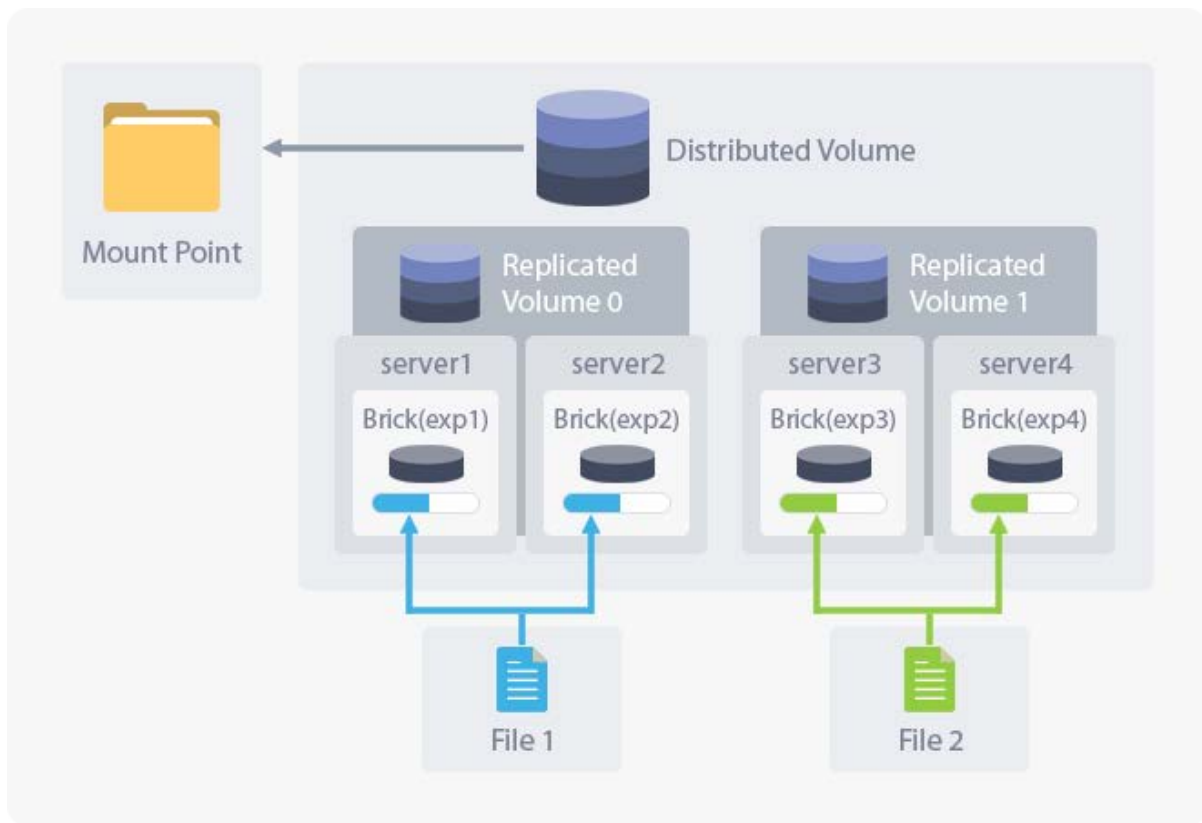 Distributed Volume
Mount Point
Replicated
Volume 0
Replicated
Volume 1
server1
server2
server3
server4
Brick(exp1)
Brick(exp2)
Brick(exp3)
Brick(exp4)
File 1
File 2